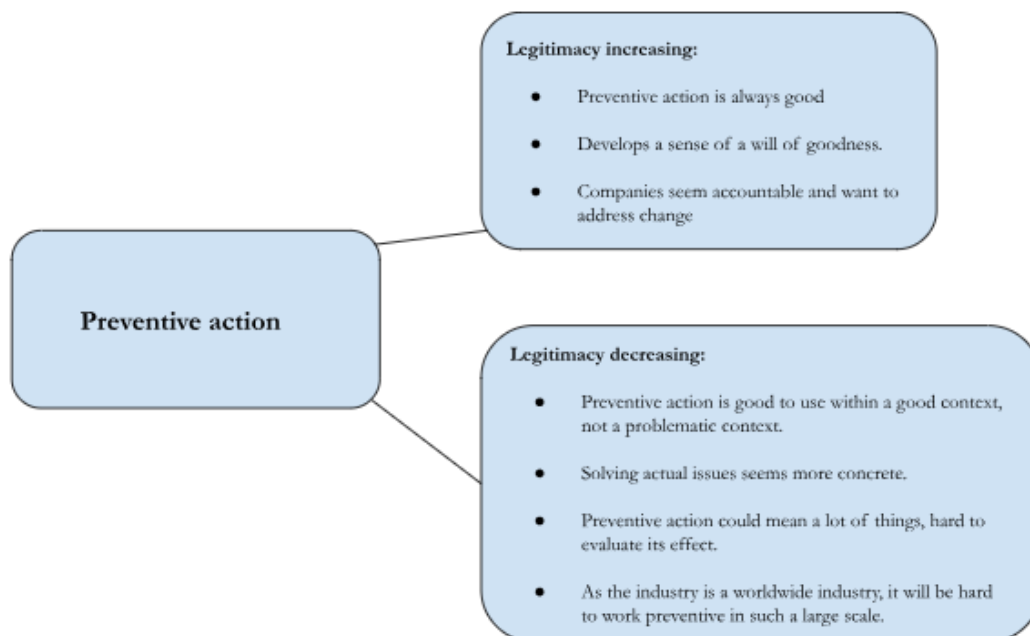 Legitimacy increasing:
● Preventive action is always good
● Develops a sense of a will of goodness.
● Companies seem accountable and want to
address change
Preventive action
Legitimacy decreasing:
● Preventive action is good to use within a good context,
not a problematic context.
● Solving actual issues seems more concrete.
● Preventive action could mean a lot of things, hard to
evaluate its effect.
● As the industry is a worldwide industry, it will be hard
to work preventive in such a large scale.